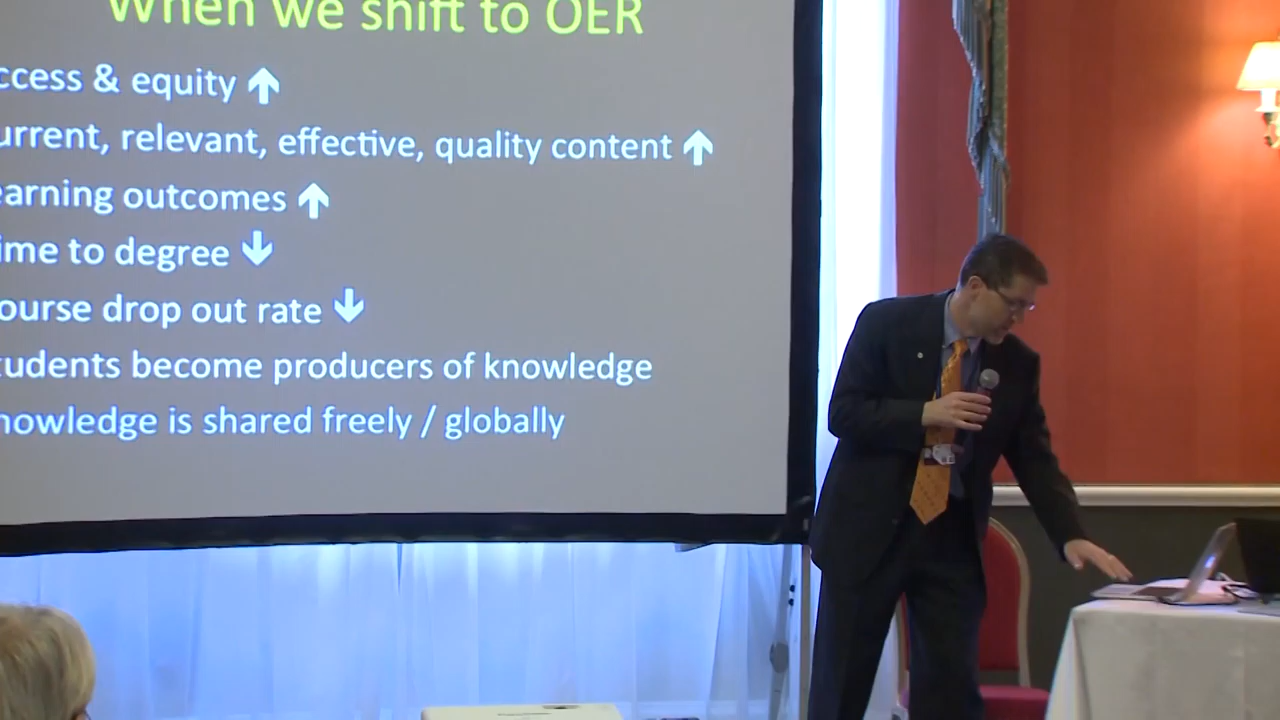 When we shift to OER
ccess & equity ↑
urrent, relevant, effective, quality content ↑
earning outcomes ↑
ime to degree ↓
ourse drop out rate ↓
tudents become producers of knowledge
nowledge is shared freely / globally